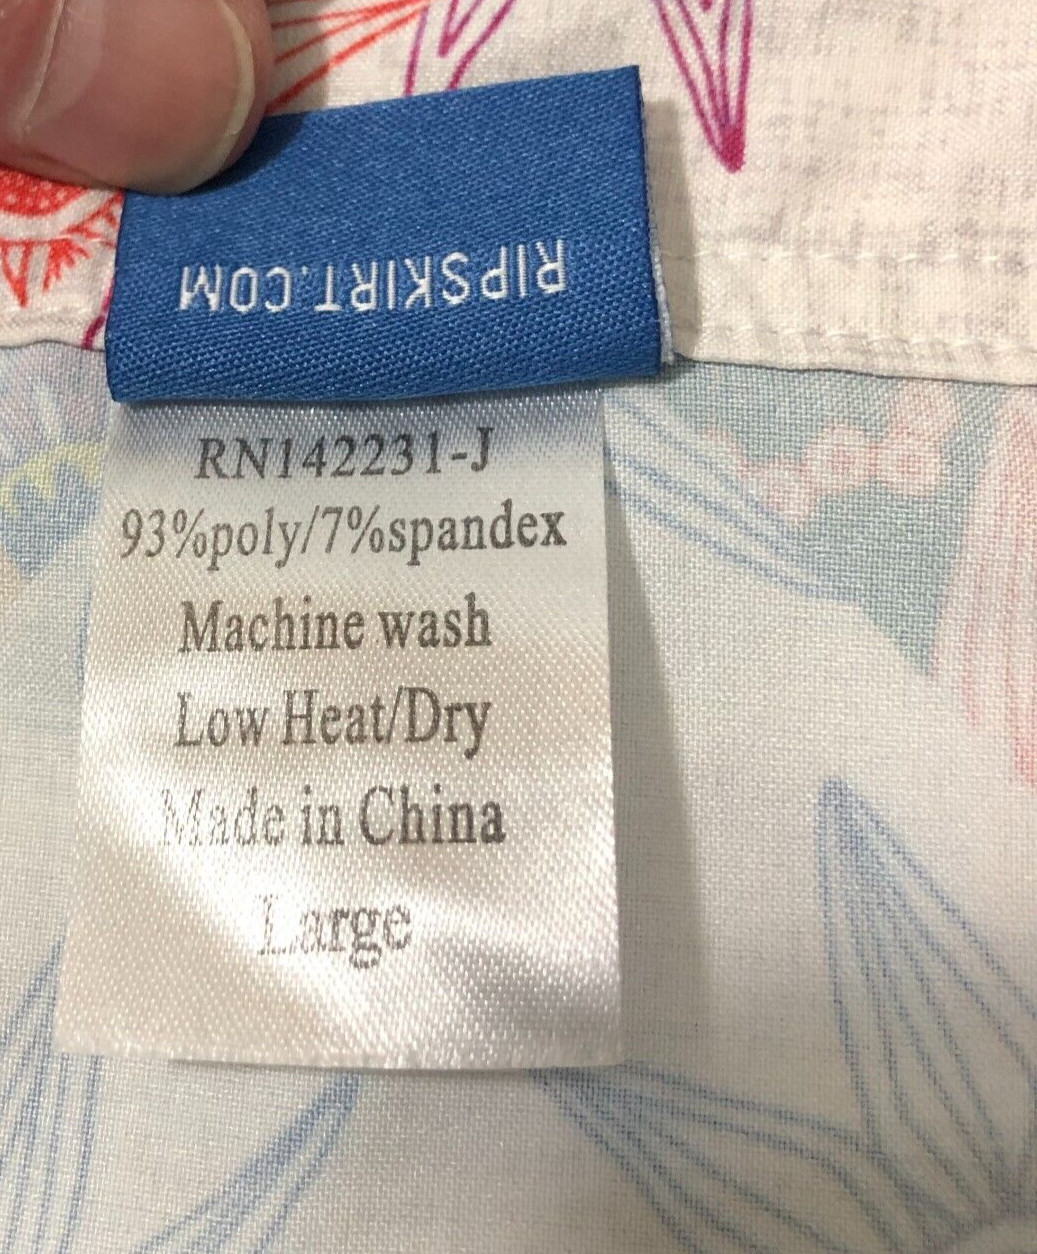 RIPSKIRT.COM
RN142231-J
93%poly/7%spandex
Machine wash
Low Heat/Dry
Made in China
Large